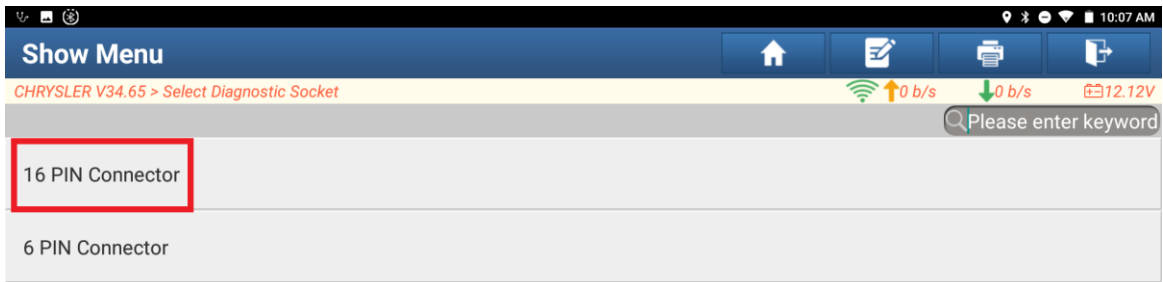 10:07 AM
Show Menu
CHRYSLER V34.65 > Select Diagnostic Socket 0 b/s 0 b/s 12.12V
Please enter keyword
16 PIN Connector
6 PIN Connector